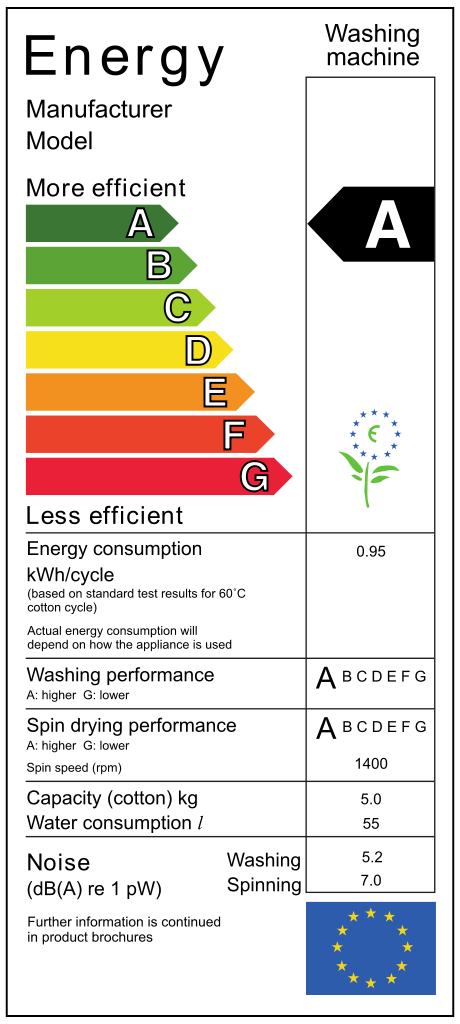 Energy
Washing
machine
Manufacturer
Model
More efficient
A
A
B
C
D
E
F
G
Є
Less efficient
Energy consumption
0.95
kWh/cycle
(based on standard test results for 60˚C
cotton cycle)
Actual energy consumption will
depend on how the appliance is used
Washing performance
A B C D E F G
A: higher G: lower
Spin drying performance
A B C D E F G
A: higher G: lower
Spin speed (rpm)
1400
Capacity (cotton) kg
5.0
Water consumption l
55
Noise
Washing
5.2
(dB(A) re 1 pW)
Spinning
7.0
Further information is continued
in product brochures